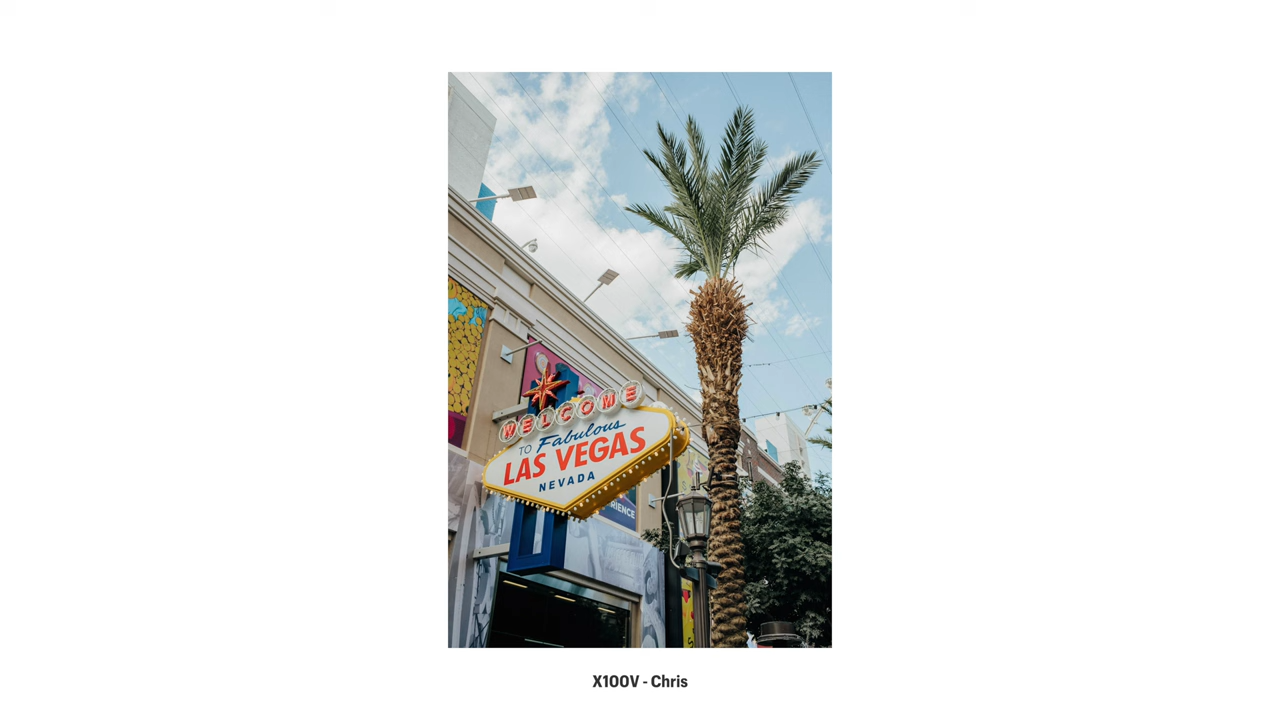 WELCOME
TO Fabulous
LAS VEGAS
NEVADA
RIENCE
X100V - Chris